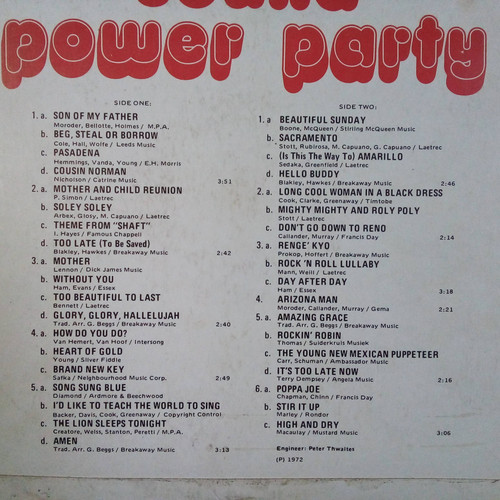 sound
power party
SIDE ONE:
1. a. SON OF MY FATHER
Moroder, Bellotte, Holmes / M.P.A.
b. BEG, STEAL OR BORROW
Cole, Hall, Wolfe / Leeds Music
c. PASADENA
Hemmings, Vanda, Young / E.H. Morris
d. COUSIN NORMAN
Nicholson / Catrine Music 3:51
2. a. MOTHER AND CHILD REUNION
P. Simon / Laetrec
b. SOLEY SOLEY
Arbex, Glosy, M. Capuano / Laetrec
c. THEME FROM "SHAFT"
I. Hayes / Famous Chappell
d. TOO LATE (To Be Saved)
Blakley, Hawkes / Breakaway Music 2:42
3. a. MOTHER
Lennon / Dick James Music
b. WITHOUT YOU
Ham, Evans / Essex
c. TOO BEAUTIFUL TO LAST
Bennett / Laetrec
d. GLORY, GLORY, HALLELUJAH
Trad. Arr. G. Beggs / Breakaway Music 2:40
4. a. HOW DO YOU DO?
Van Hemert, Van Hoof / Intersong
b. HEART OF GOLD
Young / Silver Fiddle
c. BRAND NEW KEY
Safka / Neighbourhood Music Corp. 2:49
5. a. SONG SUNG BLUE
Diamond / Ardmore & Beechwood
b. I'D LIKE TO TEACH THE WORLD TO SING
Backer, Davis, Cook, Greenaway / Copyright Control
c. THE LION SLEEPS TONIGHT
Creatore, Weiss, Stanton, Peretti / M.P.A.
d. AMEN
Trad. Arr. G. Beggs / Breakaway Music 3:13
SIDE TWO:
1. a BEAUTIFUL SUNDAY
Boone, McQueen / Stirling McQueen Music
b. SACRAMENTO
Stott, Rubirosa, M. Capuano, G. Capuano / Laetrec
c. (Is This The Way To) AMARILLO
Sedaka, Greenfield / Laetrec
d. HELLO BUDDY
Blakley, Hawkes / Breakaway Music 2:46
2. a. LONG COOL WOMAN IN A BLACK DRESS
Cook, Clarke, Greenaway / Timtobe
b. MIGHTY MIGHTY AND ROLY POLY
Stott / Laetrec
c. DON'T GO DOWN TO RENO
Callander, Murray / Francis Day 2:14
3. a. RENGE' KYO
Prokop, Hoffert / Breakaway Music
b. ROCK 'N ROLL LULLABY
Mann, Weill / Laetrec
c. DAY AFTER DAY
Ham / Essex 3:18
4. ARIZONA MAN
Moroder, Callander, Murray / Gema 2:21
5. a. AMAZING GRACE
Trad. Arr. G. Beggs / Breakaway Music
b. ROCKIN' ROBIN
Thomas / Suiderkruis Musiek
c. THE YOUNG NEW MEXICAN PUPPETEER
Carr, Schuman / Ambassador Music
d. IT'S TOO LATE NOW
Terry Dempsey / Angela Music 2:16
6. a. POPPA JOE
Chapman, Chinn / Francis Day
b. STIR IT UP
Marley / Rondor
c. HIGH AND DRY
Macaulay / Mustard Music 3:06
Engineer: Peter Thwaites
(P) 1972